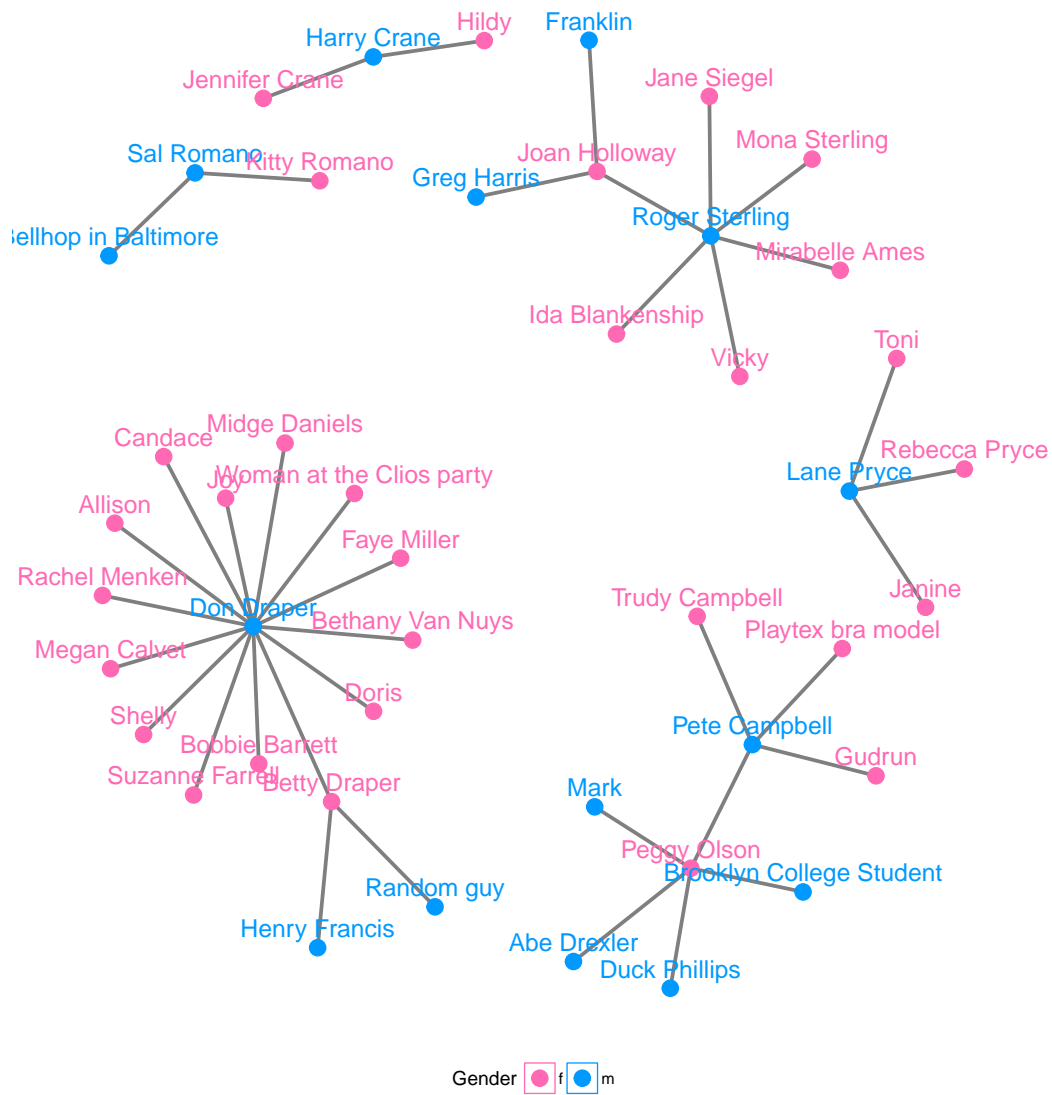 Hildy
Franklin
Harry Crane
Jennifer Crane
Jane Siegel
Mona Sterling
Sal Romano
Kitty Romano
Joan Holloway
Greg Harris
Roger Sterling
Bellhop in Baltimore
Mirabelle Ames
Ida Blankenship
Vicky
Toni
Midge Daniels
Candace
Joy
Woman at the Clios party
Rebecca Pryce
Lane Pryce
Allison
Faye Miller
Rachel Menken
Don Draper
Bethany Van Nuys
Janine
Trudy Campbell
Playtex bra model
Megan Calvet
Doris
Shelly
Pete Campbell
Bobbie Barrett
Gudrun
Suzanne Farrell
Betty Draper
Mark
Peggy Olson
Brooklyn College Student
Random guy
Henry Francis
Abe Drexler
Duck Phillips
Gender f m